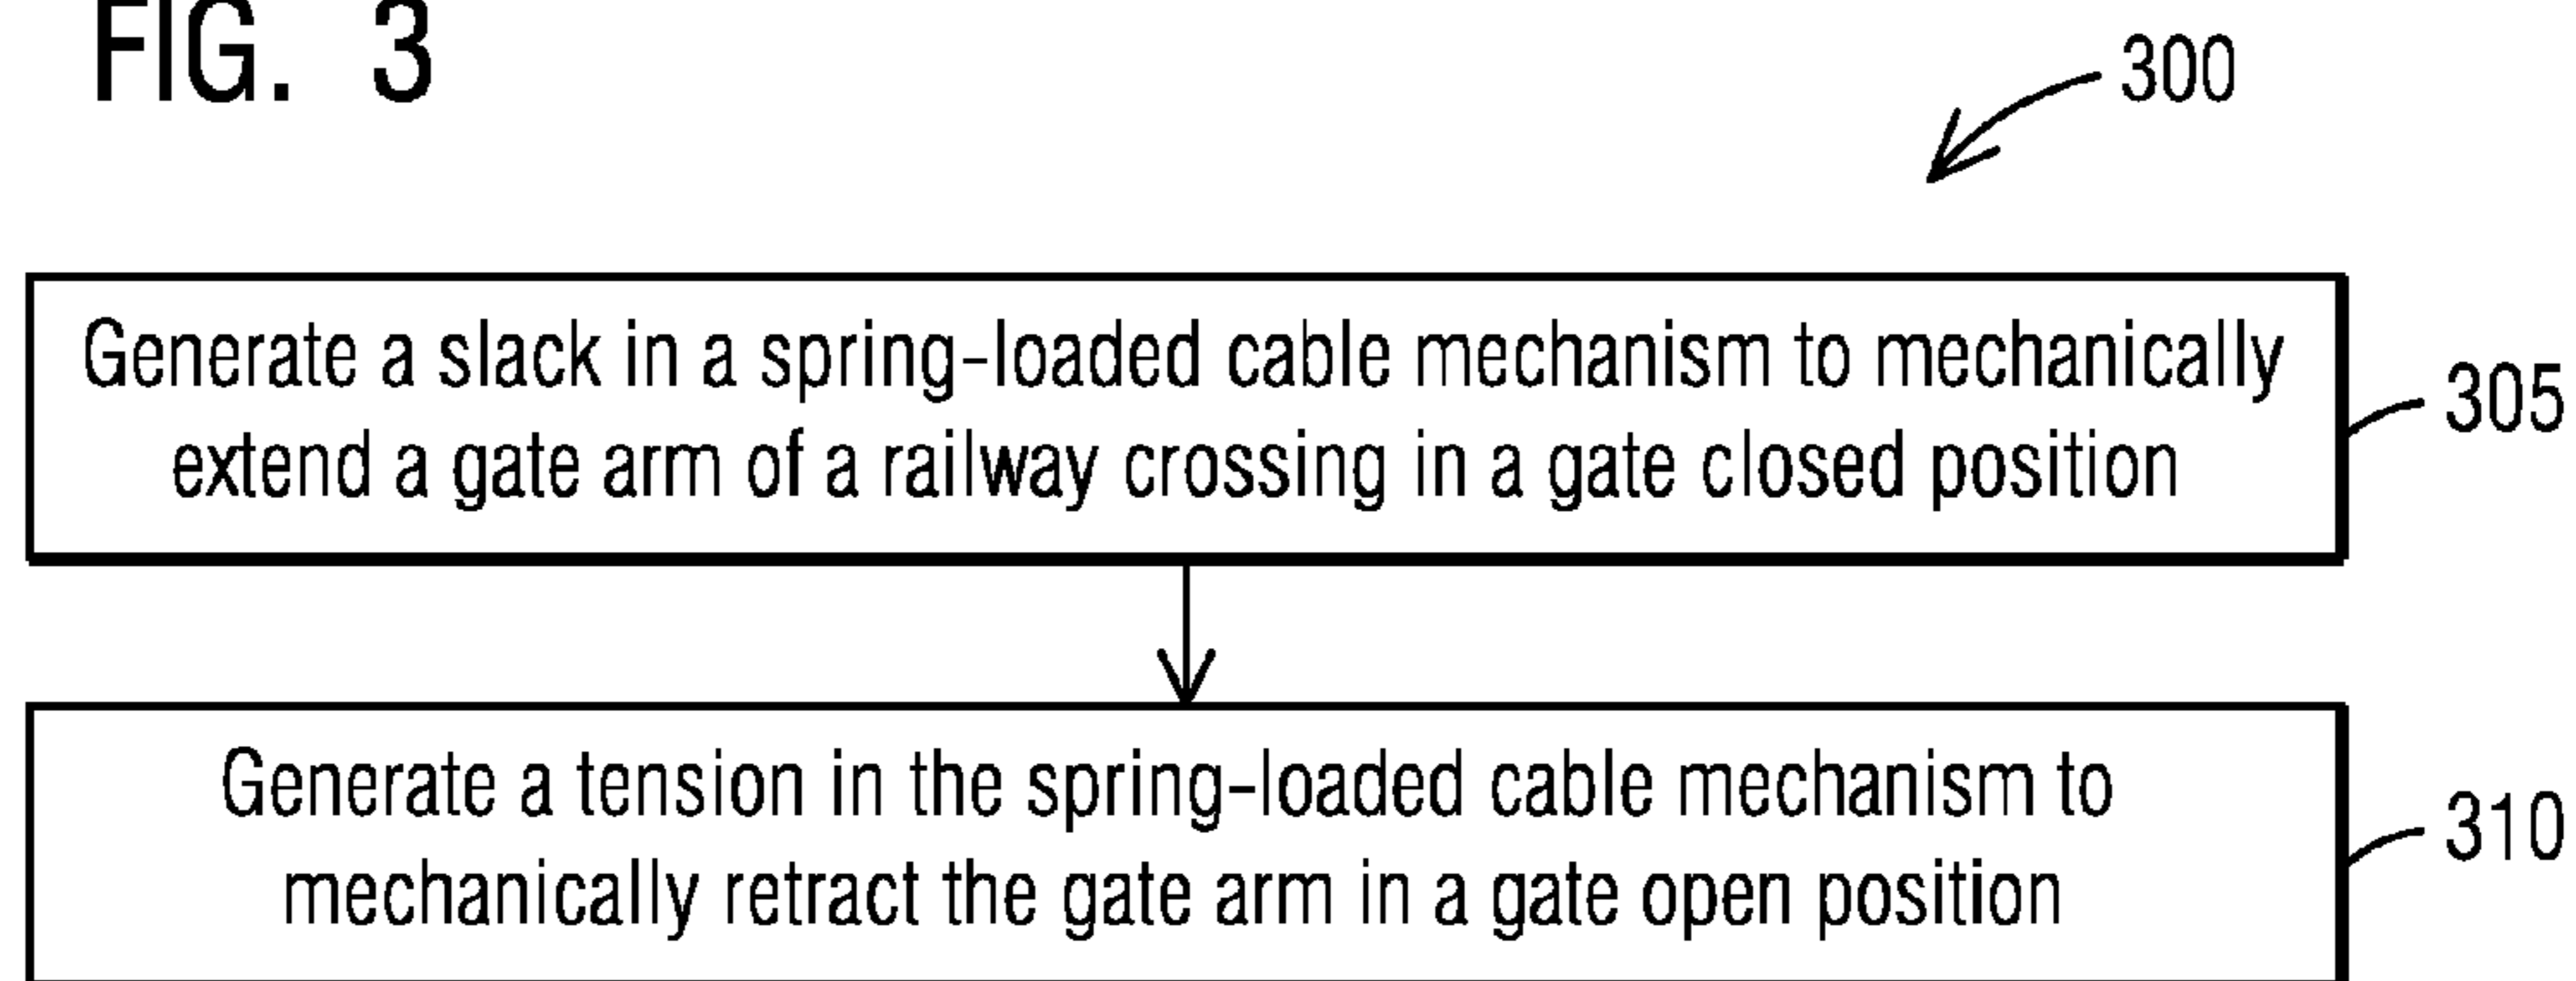 FIG. 3
300
Generate a slack in a spring-loaded cable mechanism to mechanically
extend a gate arm of a railway crossing in a gate closed position
305
Generate a tension in the spring-loaded cable mechanism to
mechanically retract the gate arm in a gate open position
310